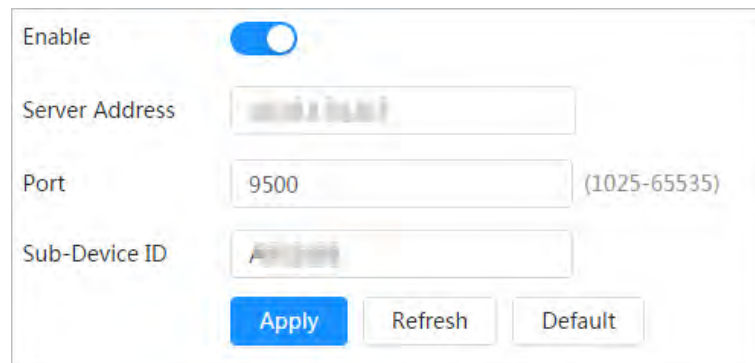 Enable
Server Address
Port 9500 (1025-65535)
Sub-Device ID A
Apply Refresh Default